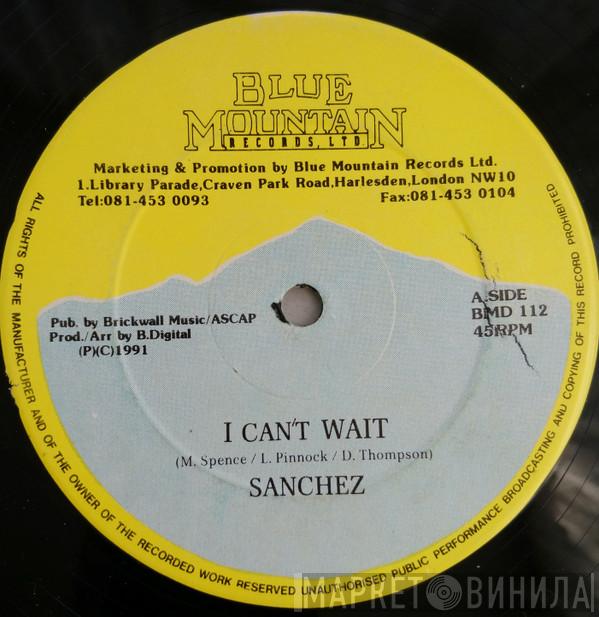 BLUE
MOUNTAIN
RECORDS, LTD.
Marketing & Promotion by Blue Mountain Records Ltd.
1.Library Parade,Craven Park Road,Harlesden,London NW10
Tel:081-453 0093 Fax:081-453 0104
A.SIDE
BMD 112
45RPM
Pub. by Brickwall Music/ASCAP
Prod./Arr by B.Digital
(P)(C)1991
I CAN'T WAIT
(M. Spence / L. Pinnock / D. Thompson)
SANCHEZ
ALL RIGHTS OF THE MANUFACTURER AND OF THE OWNER OF THE RECORDED WORK RESERVED UNAUTHORISED PUBLIC PERFORMANCE BROADCASTING AND COPYING OF THIS RECORD PROHIBITED
МАРКЕТ ВИНИЛА